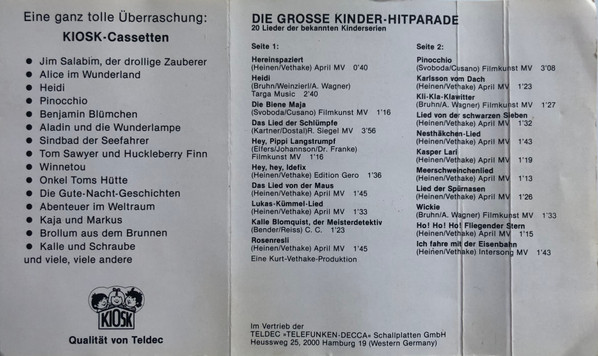 Eine ganz tolle Überraschung:
KIOSK-Cassetten
● Jim Salabim, der drollige Zauberer
● Alice im Wunderland
● Heidi
● Pinocchio
● Benjamin Blümchen
● Aladin und die Wunderlampe
● Sindbad der Seefahrer
● Tom Sawyer und Huckleberry Finn
● Winnetou
● Onkel Toms Hütte
● Die Gute-Nacht-Geschichten
● Abenteuer im Weltraum
● Kaja und Markus
● Brollum aus dem Brunnen
● Kalle und Schraube
und viele, viele andere
KIOSK
Qualität von Teldec
DIE GROSSE KINDER-HITPARADE
20 Lieder der bekannten Kinderserien
Seite 1:
Hereinspaziert
(Heinen/Vethake) April MV 0'40
Heidi
(Bruhn/Weinzierl/A. Wagner)
Targa Music 2'40
Die Biene Maja
(Svoboda/Cusano) Filmkunst MV 1'16
Das Lied der Schlümpfe
(Kartner/Dostal) R. Siegel MV 3'56
Hey, Pippi Langstrumpf
(Elfers/Johannson/Dr. Franke)
Filmkunst MV 1'16
Hey, hey, Idefix
(Heinen/Vethake) Edition Gero 1'36
Das Lied von der Maus
(Heinen/Vethake) April MV 1'45
Lukas-Kümmel-Lied
(Heinen/Vethake) April MV 1'33
Kalle Blomquist, der Meisterdetektiv
(Bender/Reiss) C. C. 1'23
Rosenresli
(Heinen/Vethake) April MV 1'45
Eine Kurt-Vethake-Produktion
Seite 2:
Pinocchio
(Svoboda/Cusano) Filmkunst MV 3'08
Karlsson vom Dach
(Heinen/Vethake) April MV 1'23
Kli-Kla-Klawitter
(Bruhn/A. Wagner) Filmkunst MV 1'27
Lied von der schwarzen Sieben
(Heinen/Vethake) April MV 1'32
Nesthäkchen-Lied
(Heinen/Vethake) April MV 1'43
Kasper Lari
(Heinen/Vethake) April MV 1'19
Meerschweinchenlied
(Heinen/Vethake) April MV 1'13
Lied der Spürnasen
(Heinen/Vethake) April MV 1'26
Wickie
(Bruhn/A. Wagner) Filmkunst MV 1'33
Ho! Ho! Ho! Fliegender Stern
(Heinen/Vethake) April MV 1'15
Ich fahre mit der Eisenbahn
(Heinen/Vethake) Intersong MV 1'43
Im Vertrieb der
TELDEC »TELEFUNKEN-DECCA« Schallplatten GmbH
Heussweg 25, 2000 Hamburg 19 (Western Germany)